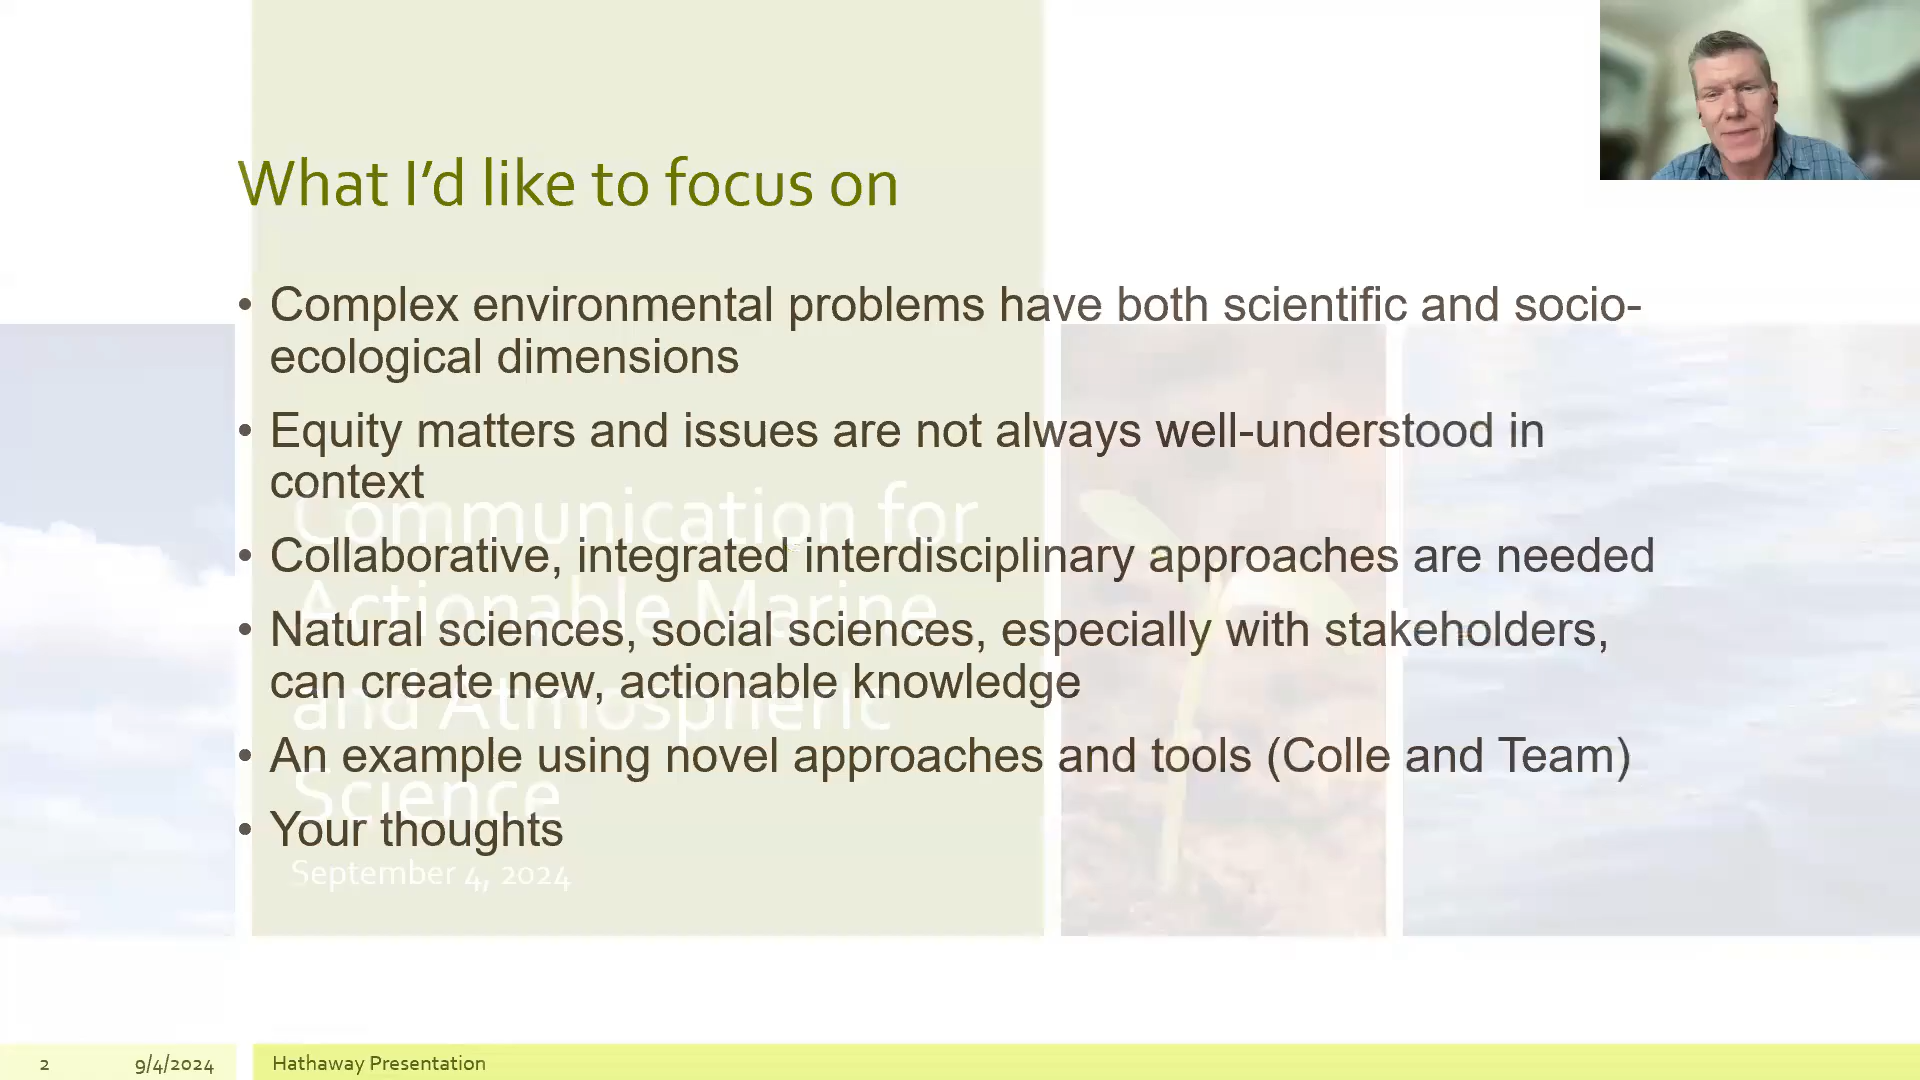 What I'd like to focus on
• Complex environmental problems have both scientific and socio-
ecological dimensions
• Equity matters and issues are not always well-understood in
context
• Collaborative, integrated interdisciplinary approaches are needed
• Natural sciences, social sciences, especially with stakeholders,
can create new, actionable knowledge
• An example using novel approaches and tools (Colle and Team)
• Your thoughts
Communication for
Actionable Marine
and Atmospheric
Science
September 4, 2024
2
9/4/2024
Hathaway Presentation